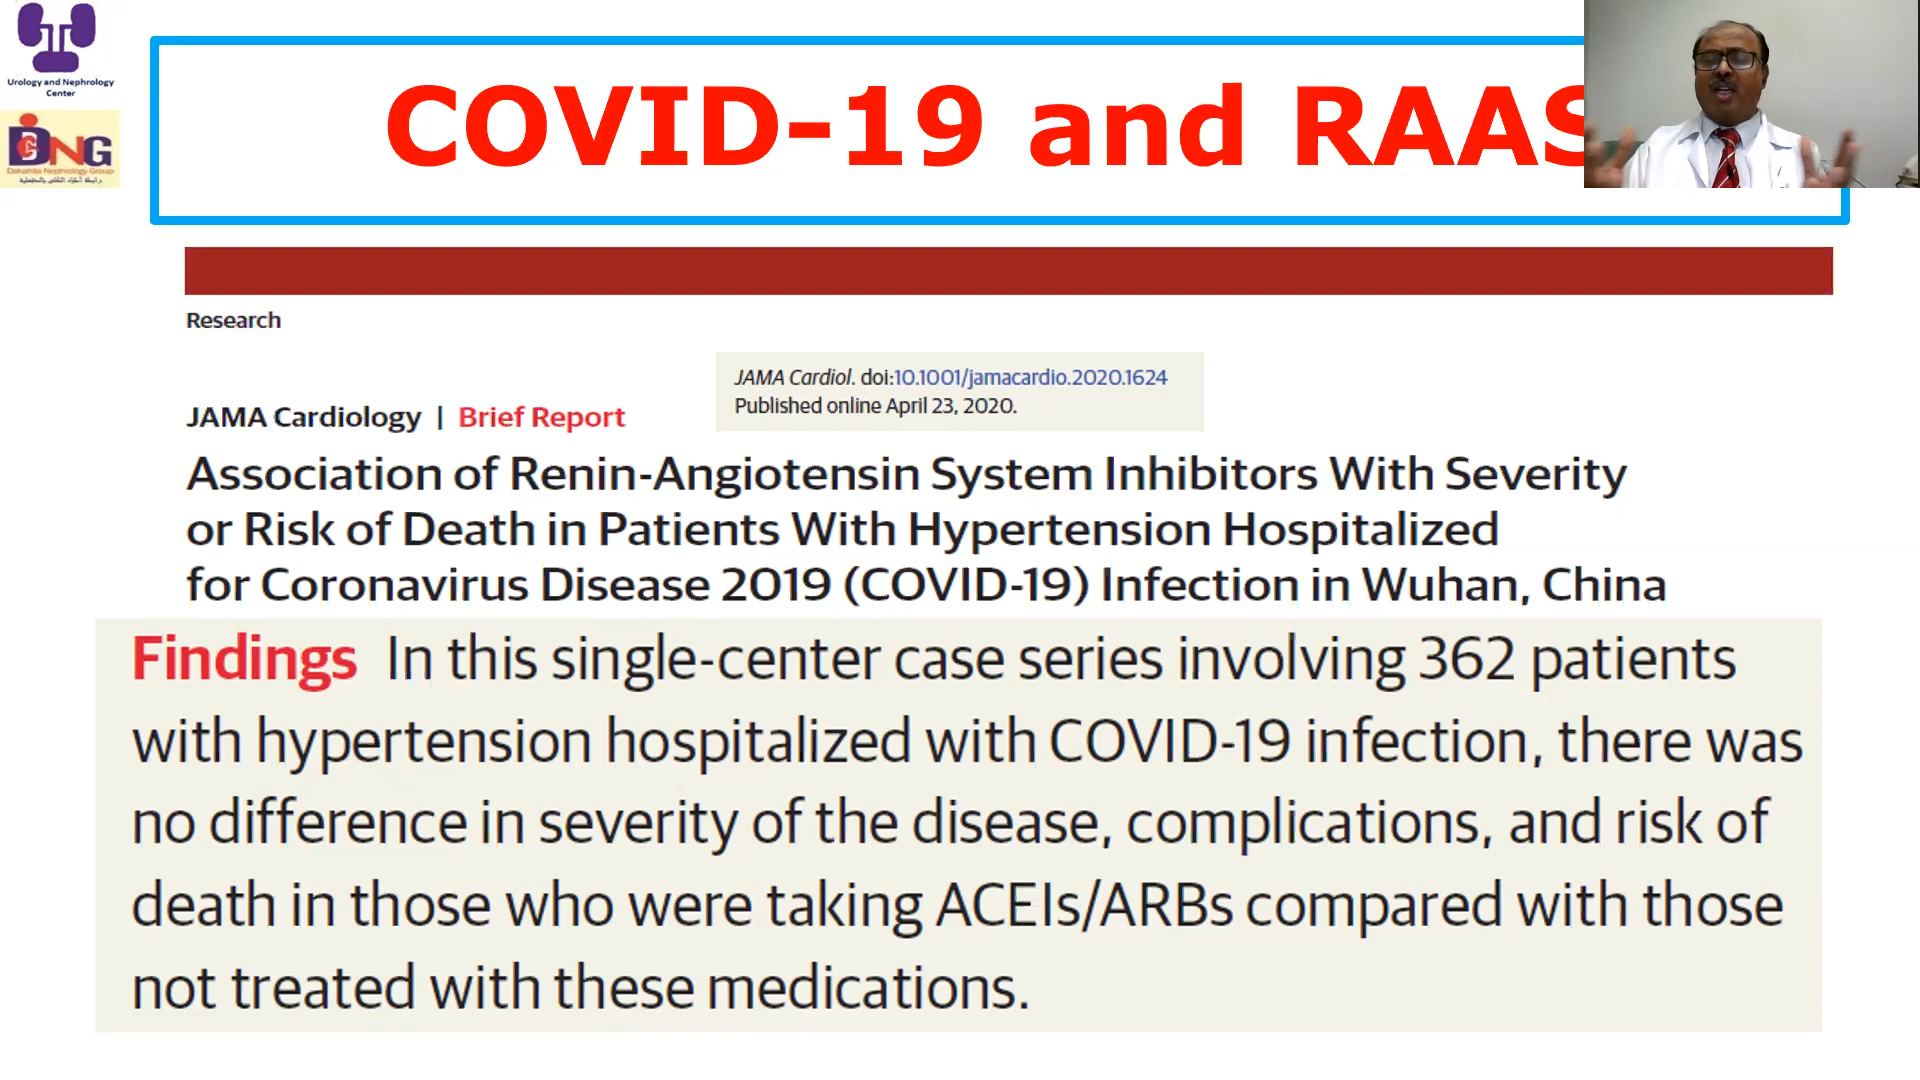 Urology and Nephrology
Center
DNG
Dakahlia Nephrology Group
COVID-19 and RAAS
Research
JAMA Cardiol. doi:10.1001/jamacardio.2020.1624
Published online April 23, 2020.
JAMA Cardiology | Brief Report
Association of Renin-Angiotensin System Inhibitors With Severity
or Risk of Death in Patients With Hypertension Hospitalized
for Coronavirus Disease 2019 (COVID-19) Infection in Wuhan, China
Findings In this single-center case series involving 362 patients
with hypertension hospitalized with COVID-19 infection, there was
no difference in severity of the disease, complications, and risk of
death in those who were taking ACEIs/ARBs compared with those
not treated with these medications.